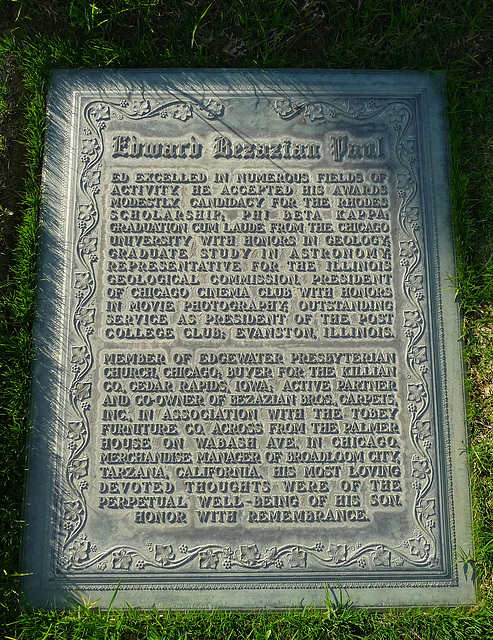 Edward Bezazian Paul
ED EXCELLED IN NUMEROUS FIELDS OF
ACTIVITY. HE ACCEPTED HIS AWARDS
MODESTLY, CANDIDACY FOR THE RHODES
SCHOLARSHIP, PHI BETA KAPPA,
GRADUATION CUM LAUDE FROM THE CHICAGO
UNIVERSITY WITH HONORS IN GEOLOGY,
GRADUATE STUDY IN ASTRONOMY,
REPRESENTATIVE FOR THE ILLINOIS
GEOLOGICAL COMMISSION, PRESIDENT
OF CHICAGO CINEMA CLUB WITH HONORS
IN MOVIE PHOTOGRAPHY, OUTSTANDING
SERVICE AS PRESIDENT OF THE POST
COLLEGE CLUB, EVANSTON, ILLINOIS.
MEMBER OF EDGEWATER PRESBYTERIAN
CHURCH, CHICAGO, BUYER FOR THE KILLIAN
CO., CEDAR RAPIDS, IOWA, ACTIVE PARTNER
AND CO-OWNER OF BEZAZIAN BROS. CARPETS,
INC., IN ASSOCIATION WITH THE TOBEY
FURNITURE CO. ACROSS FROM THE PALMER
HOUSE ON WABASH AVE. IN CHICAGO,
MERCHANDISE MANAGER OF BROADLOOM CITY,
TARZANA, CALIFORNIA. HIS MOST LOVING
DEVOTED THOUGHTS WERE OF THE
PERPETUAL WELL-BEING OF HIS SON.
HONOR WITH REMEMBRANCE.